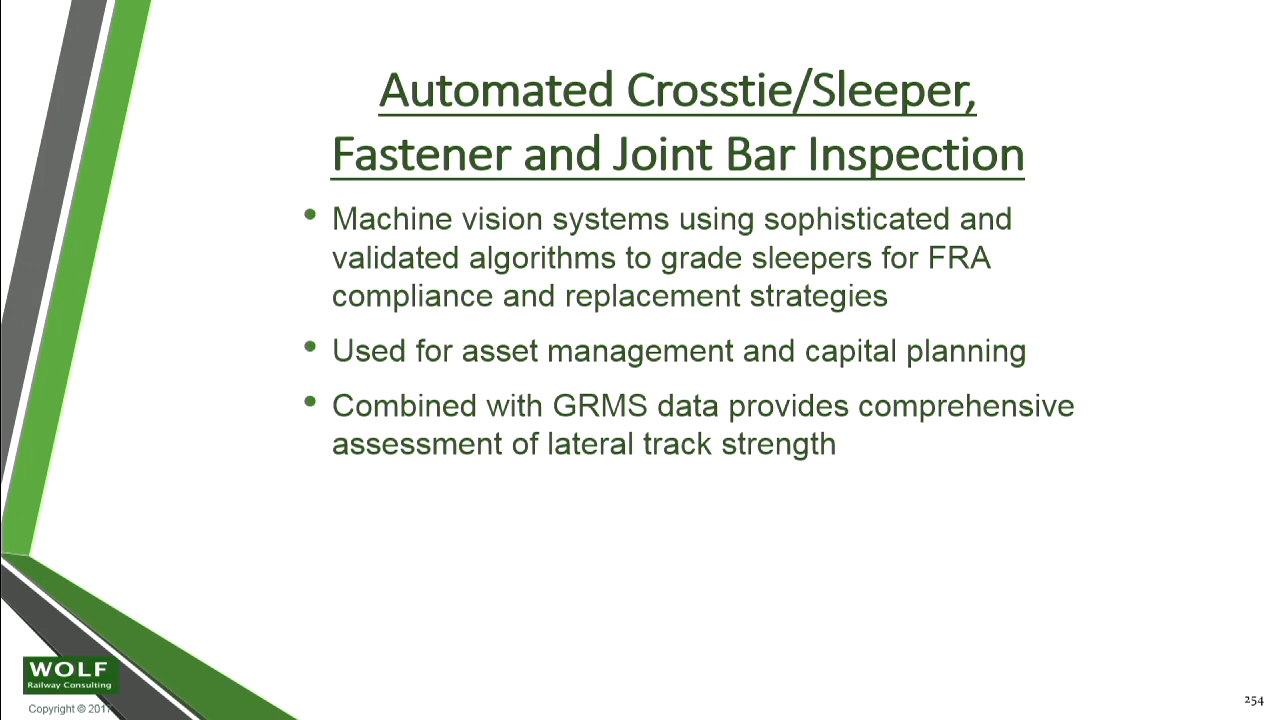 Automated Crosstie/Sleeper,
Fastener and Joint Bar Inspection
• Machine vision systems using sophisticated and
validated algorithms to grade sleepers for FRA
compliance and replacement strategies
• Used for asset management and capital planning
• Combined with GRMS data provides comprehensive
assessment of lateral track strength
WOLF
Railway Consulting
Copyright ©
254